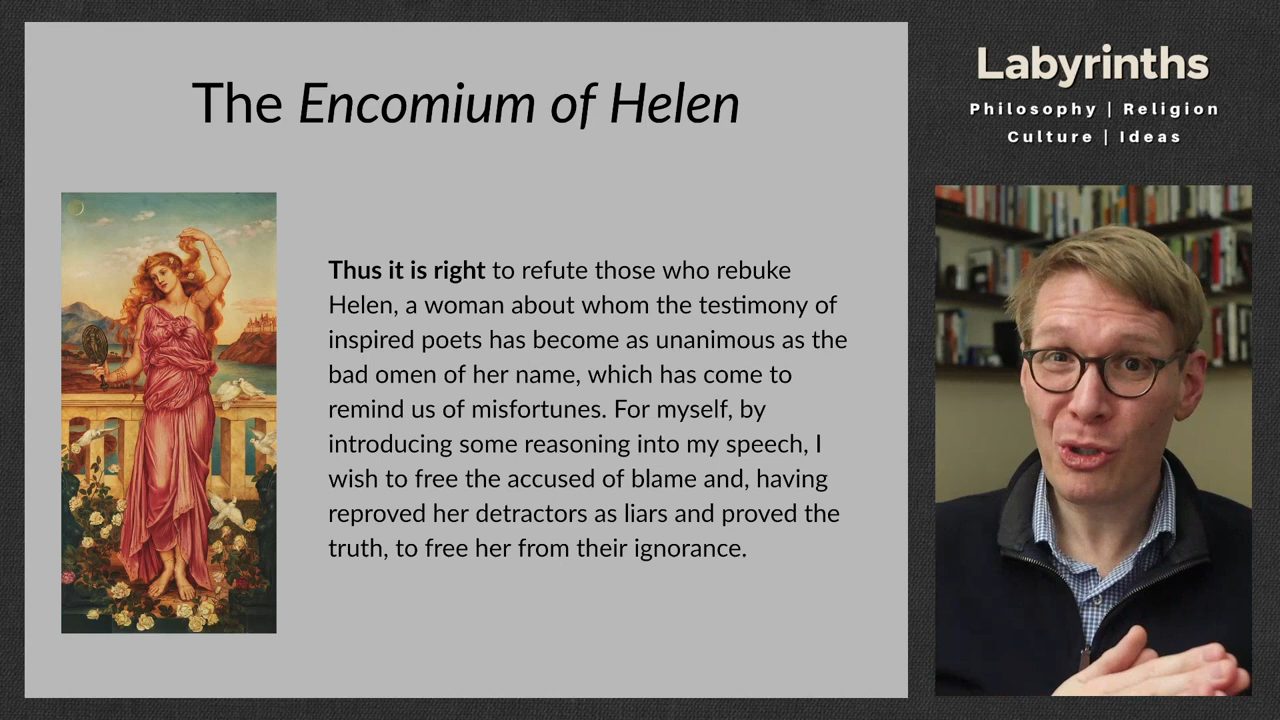 The Encomium of Helen
Thus it is right to refute those who rebuke
Helen, a woman about whom the testimony of
inspired poets has become as unanimous as the
bad omen of her name, which has come to
remind us of misfortunes. For myself, by
introducing some reasoning into my speech, I
wish to free the accused of blame and, having
reproved her detractors as liars and proved the
truth, to free her from their ignorance.
Labyrinths
Philosophy | Religion
Culture | Ideas